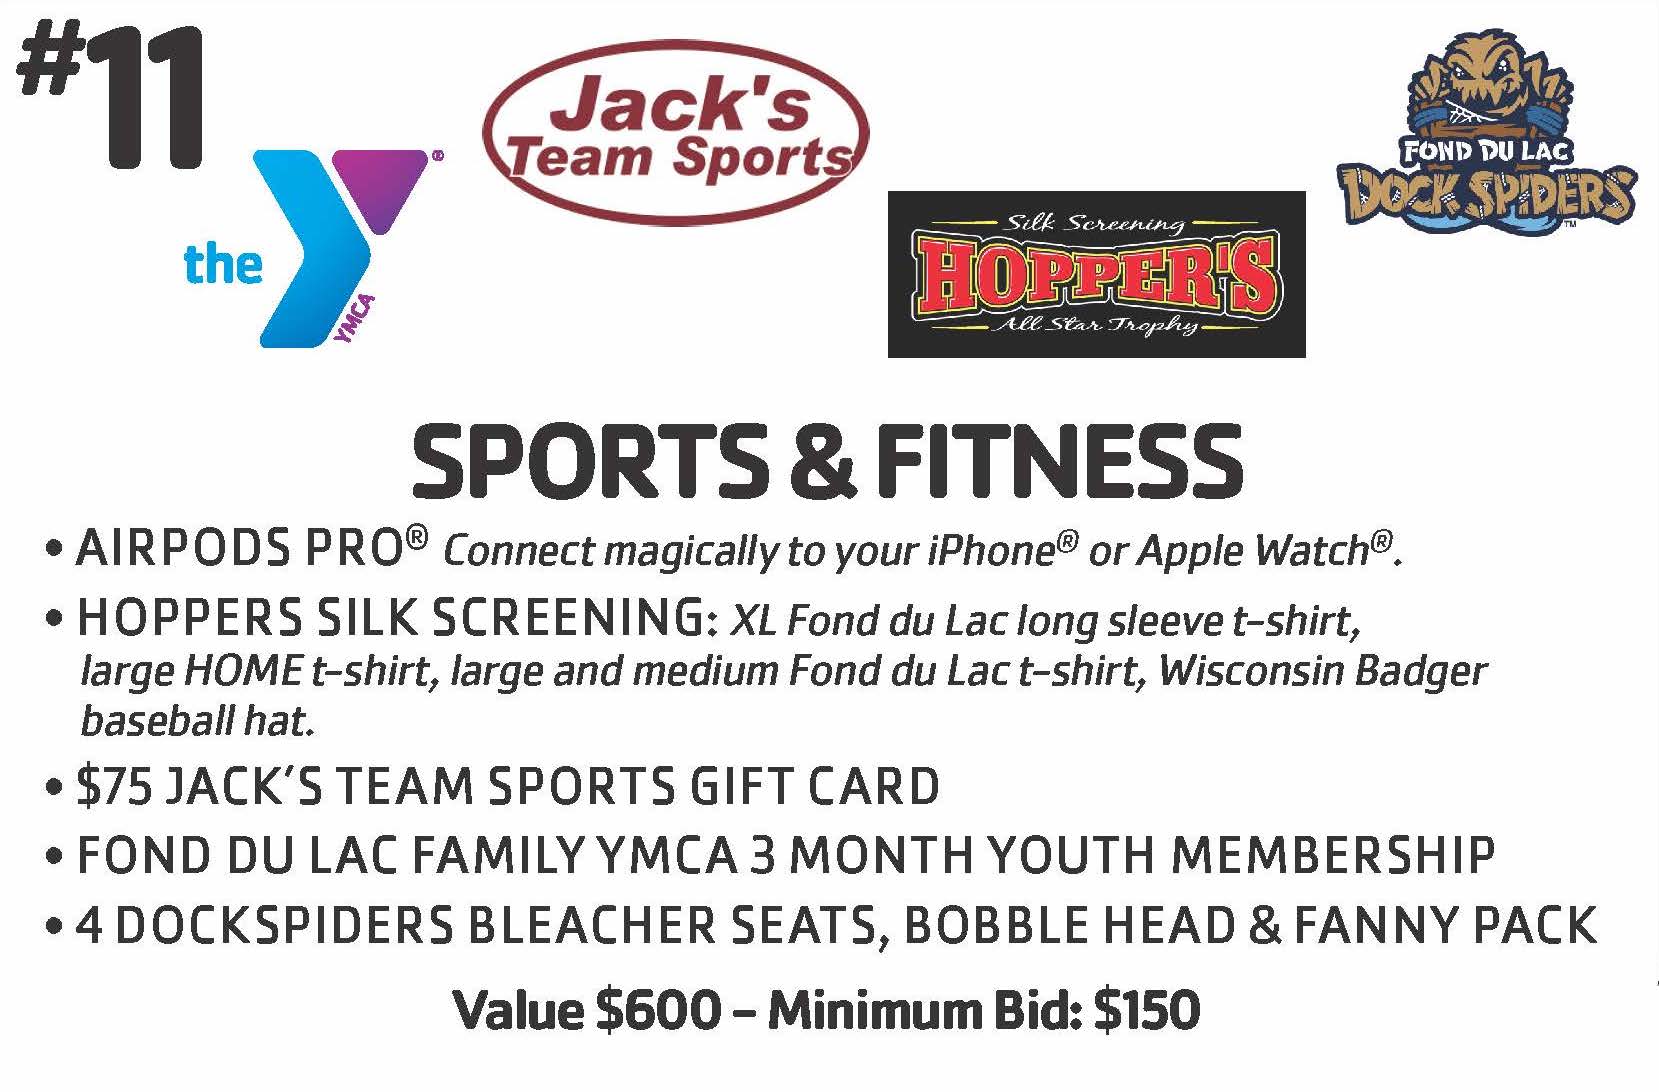 #11
the
YMCA
Jack's
Team Sports
Silk Screening
HOPPER'S
All Star Trophy
FOND DU LAC
DOCK SPIDERS™
SPORTS & FITNESS
• AIRPODS PRO® Connect magically to your iPhone® or Apple Watch®.
• HOPPERS SILK SCREENING: XL Fond du Lac long sleeve t-shirt,
large HOME t-shirt, large and medium Fond du Lac t-shirt, Wisconsin Badger
baseball hat.
• $75 JACK'S TEAM SPORTS GIFT CARD
• FOND DU LAC FAMILY YMCA 3 MONTH YOUTH MEMBERSHIP
• 4 DOCKSPIDERS BLEACHER SEATS, BOBBLE HEAD & FANNY PACK
Value $600 – Minimum Bid: $150